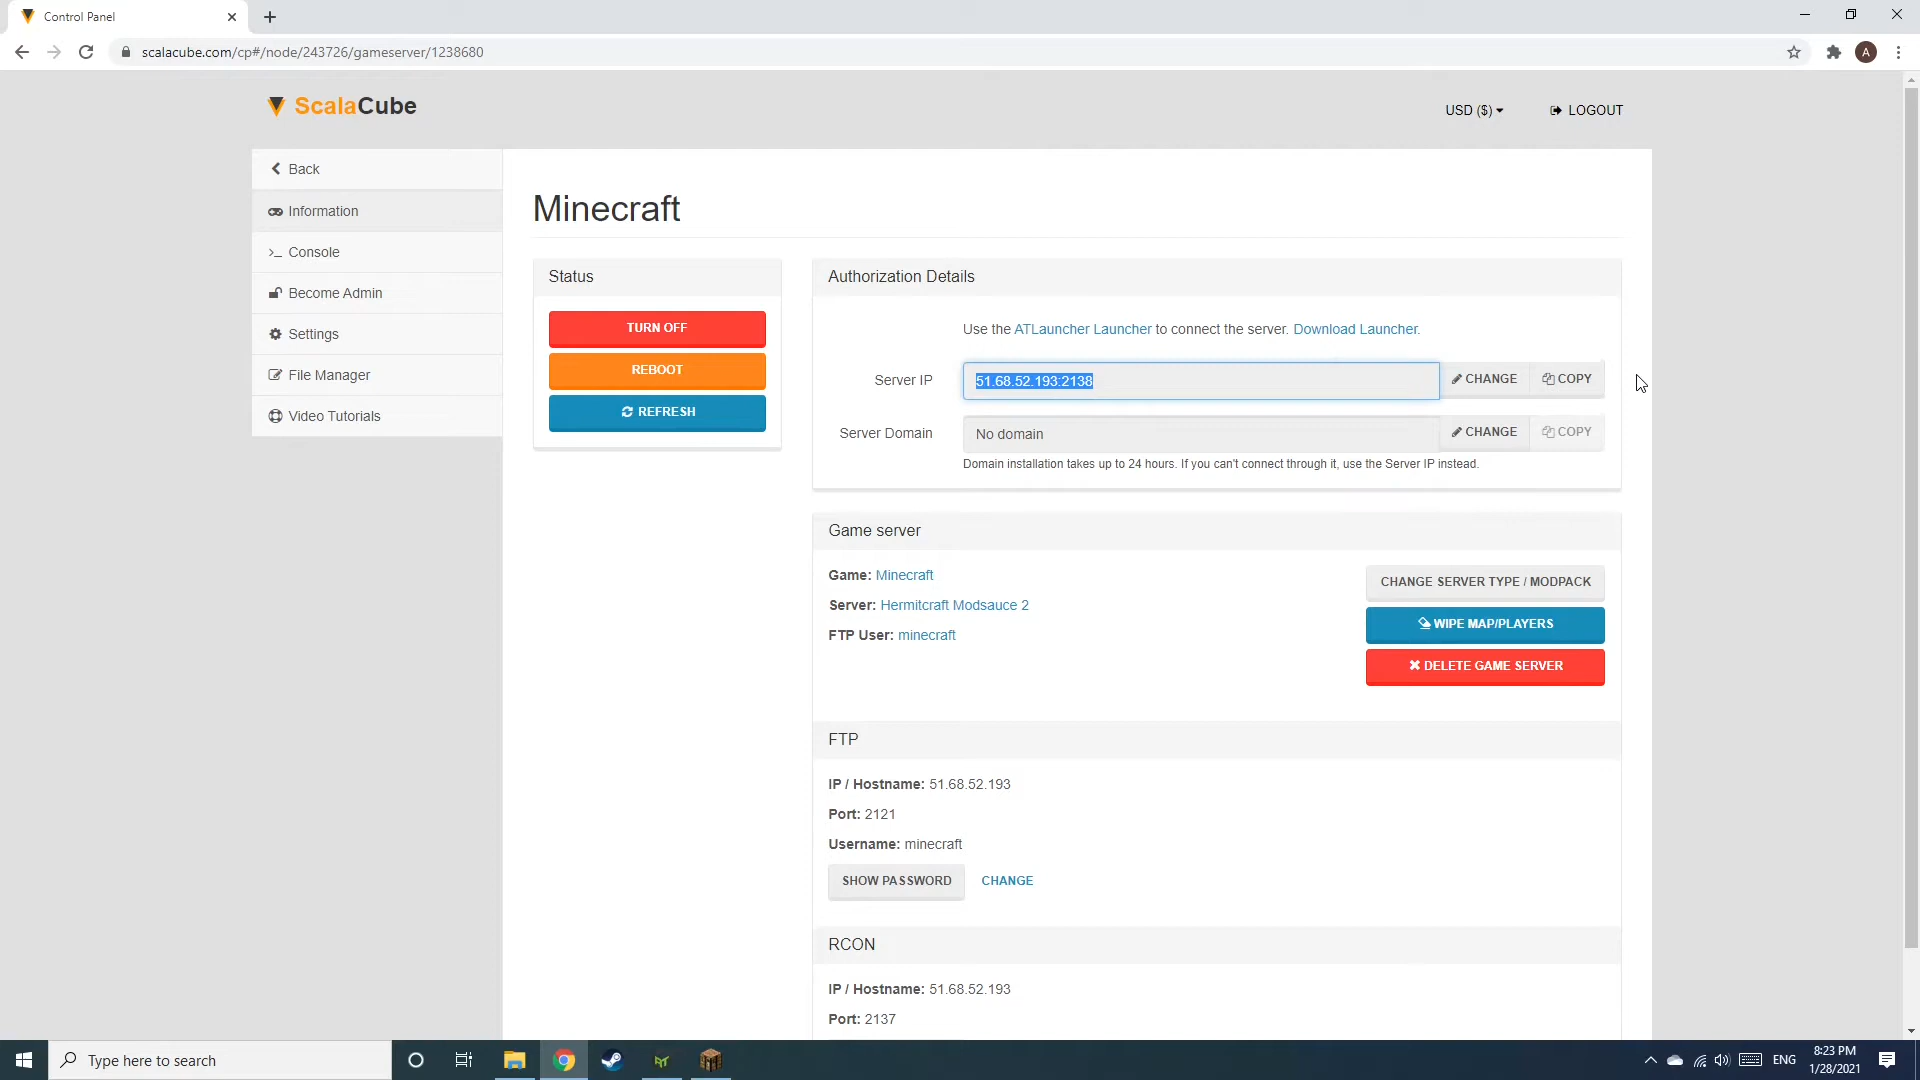 Control Panel
scalacube.com/cp#/node/243726/gameserver/1238680
A
ScalaCube
USD ($)
LOGOUT
Back
Information
Console
Become Admin
Settings
File Manager
Video Tutorials
Minecraft
Status
TURN OFF
REBOOT
REFRESH
Authorization Details
Use the ATLauncher Launcher to connect the server. Download Launcher.
Server IP 51.68.52.193:2138 CHANGE COPY
Server Domain No domain CHANGE COPY
Domain installation takes up to 24 hours. If you can't connect through it, use the Server IP instead.
Game server
Game: Minecraft
Server: Hermitcraft Modsauce 2
FTP User: minecraft
CHANGE SERVER TYPE / MODPACK
WIPE MAP/PLAYERS
DELETE GAME SERVER
FTP
IP / Hostname: 51.68.52.193
Port: 2121
Username: minecraft
SHOW PASSWORD CHANGE
RCON
IP / Hostname: 51.68.52.193
Port: 2137
Type here to search
ENG
8:23 PM
1/28/2021